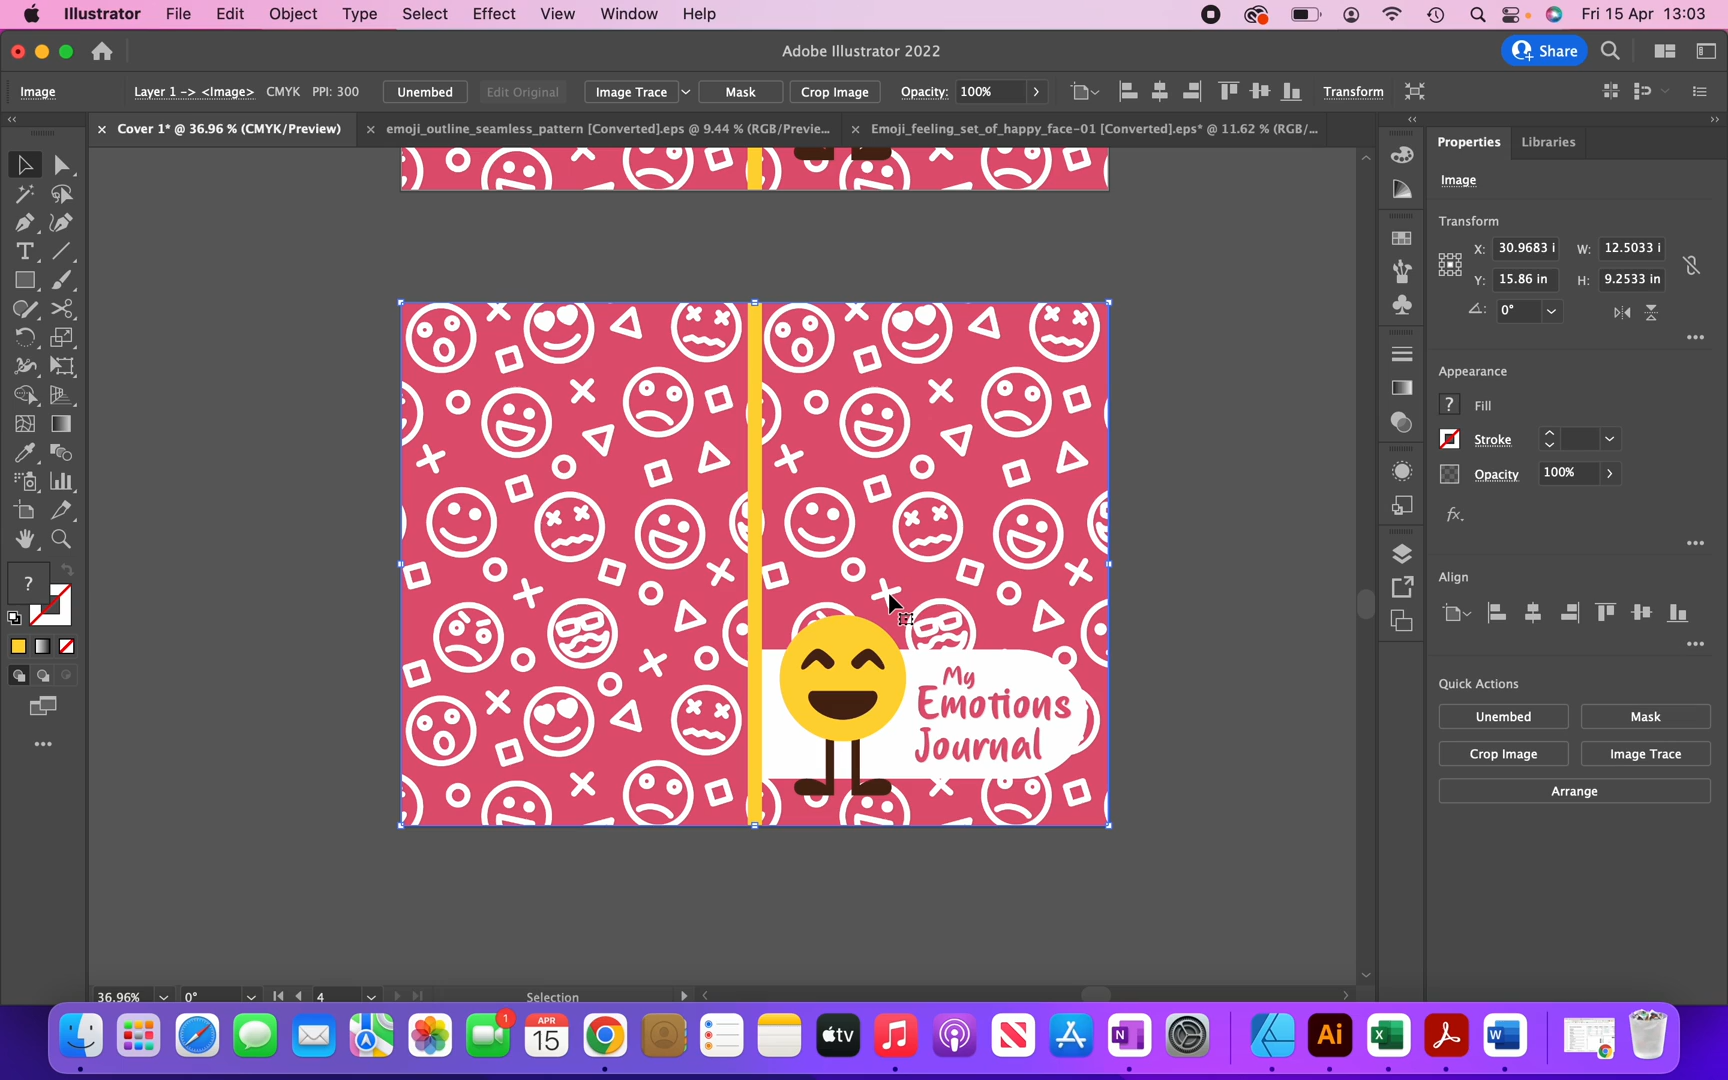 Illustrator File Edit Object Type Select Effect View Window Help Fri 15 Apr 13:03
Adobe Illustrator 2022 Share
Image Layer 1 -> <Image> CMYK PPI: 300 Unembed Edit Original Image Trace Mask Crop Image Opacity: 100% Transform
Cover 1* @ 36.96 % (CMYK/Preview) emoji_outline_seamless_pattern [Converted].eps @ 9.44 % (RGB/Previe... Emoji_feeling_set_of_happy_face-01 [Converted].eps* @ 11.62 % (RGB/...
Properties Libraries
Image
Transform
X: 30.9683 i W: 12.5033 i
Y: 15.86 in H: 9.2533 in
0°
Appearance
? Fill
Stroke
Opacity 100%
fx.
Align
?
My
Emotions
Journal
Quick Actions
Unembed Mask
Crop Image Image Trace
Arrange
36.96% 0° 4 Selection
1
APR
15
tv
N
Ai
X
W